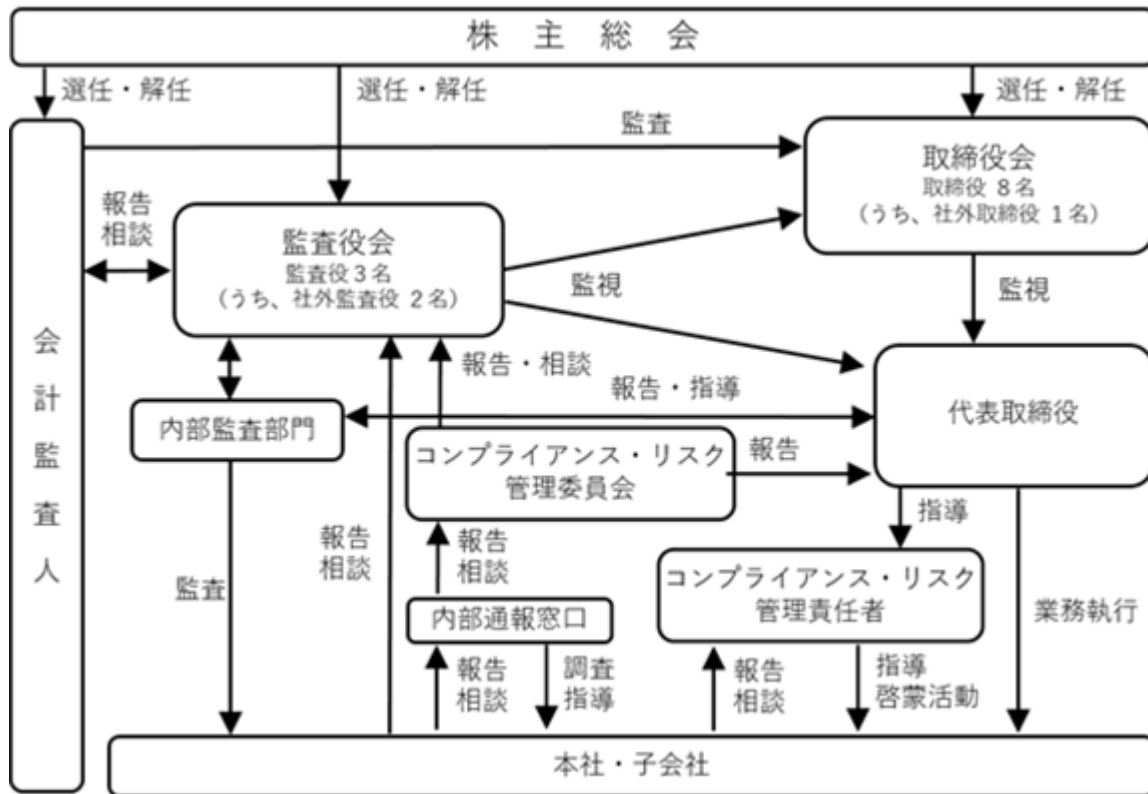 株 主 総 会
選任・解任
選任・解任
選任・解任
監査
取締役会
取締役 8名
(うち、社外取締役 1名)
報告
相談
監査役会
監査役3名
(うち、社外監査役 2名)
監視
監視
会計監査人
報告・相談
報告・指導
代表取締役
内部監査部門
コンプライアンス・リスク
管理委員会
報告
指導
報告
相談
報告
相談
コンプライアンス・リスク
管理責任者
監査
内部通報窓口
業務執行
報告
相談
調査
指導
報告
相談
指導
啓蒙活動
本社・子会社